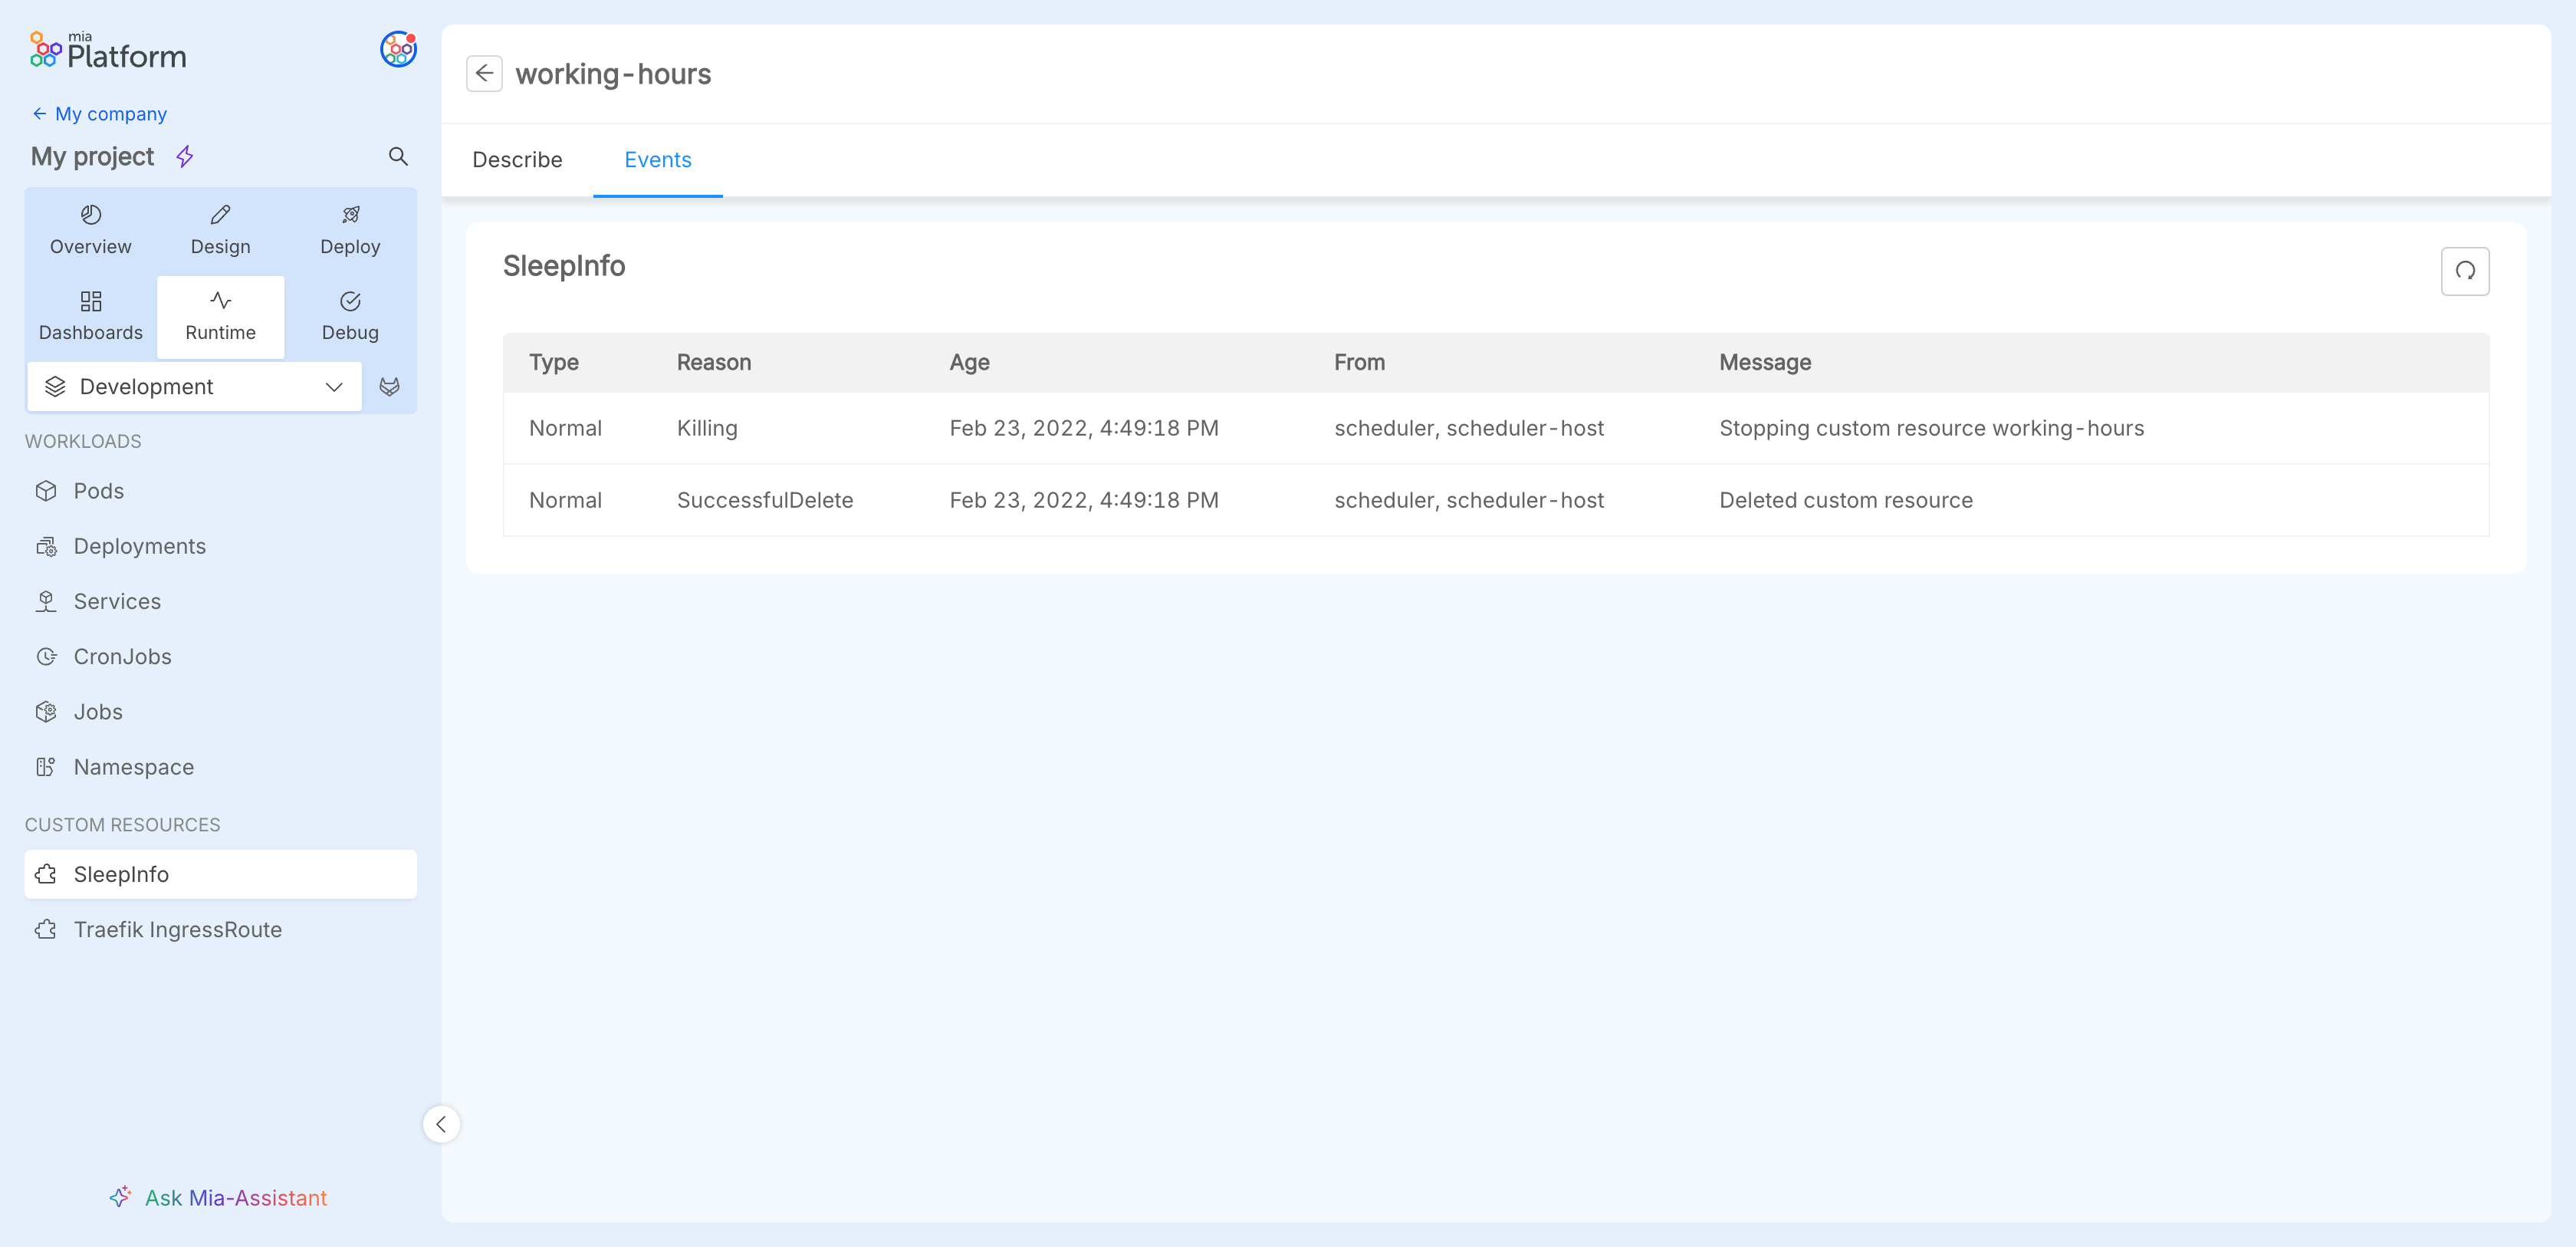 mia
Platform
← My company
My project
Overview Design Deploy
Dashboards Runtime Debug
Development
WORKLOADS
Pods
Deployments
Services
CronJobs
Jobs
Namespace
CUSTOM RESOURCES
SleepInfo
Traefik IngressRoute
Ask Mia-Assistant
working-hours
Describe Events
SleepInfo
Type Reason Age From Message
Normal Killing Feb 23, 2022, 4:49:18 PM scheduler, scheduler-host Stopping custom resource working-hours
Normal SuccessfulDelete Feb 23, 2022, 4:49:18 PM scheduler, scheduler-host Deleted custom resource